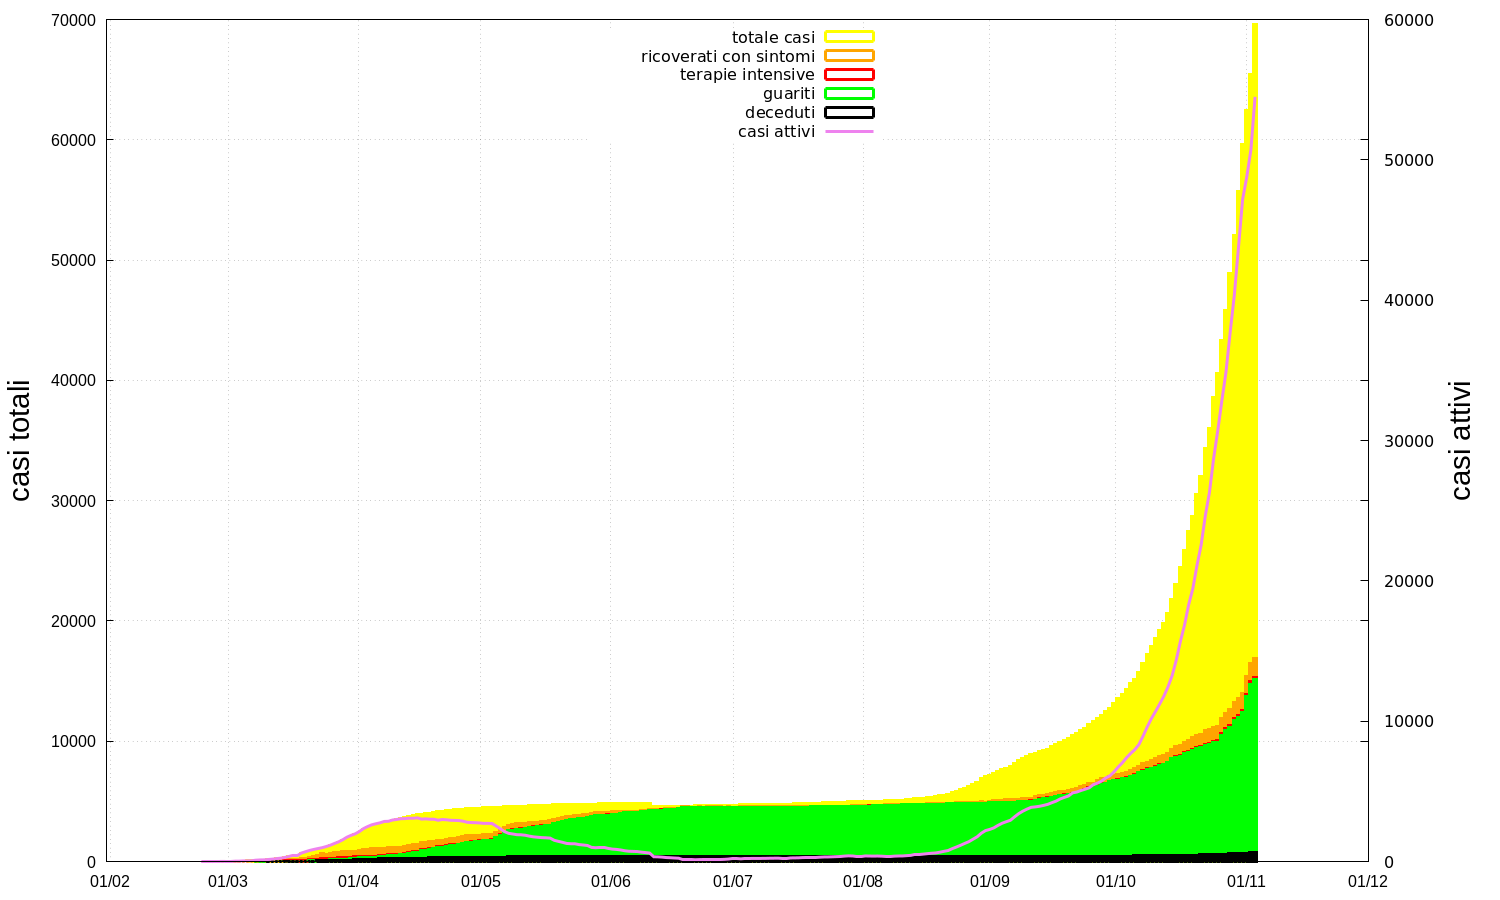 totale casi
ricoverati con sintomi
terapie intensive
guariti
deceduti
casi attivi
casi totali
70000
60000
50000
40000
30000
20000
10000
0
60000
50000
40000
30000
20000
10000
0
casi attivi
01/02 01/03 01/04 01/05 01/06 01/07 01/08 01/09 01/10 01/11 01/12